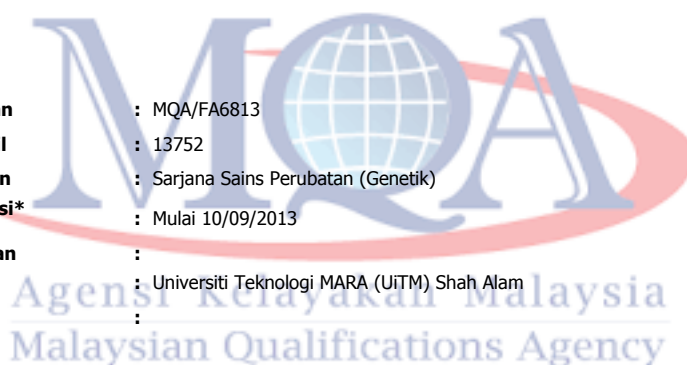 MQA
an : MQA/FA6813
l : 13752
n : Sarjana Sains Perubatan (Genetik)
si* : Mulai 10/09/2013
an :
: Universiti Teknologi MARA (UiTM) Shah Alam
:
Agensi Kelayakan Malaysia
Malaysian Qualifications Agency